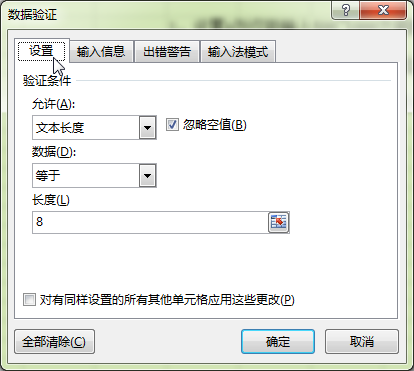 数据验证
设置 输入信息 出错警告 输入法模式
验证条件
允许(A):
文本长度 忽略空值(B)
数据(D):
等于
长度(L)
8
对有同样设置的所有其他单元格应用这些更改(P)
全部清除(C) 确定 取消